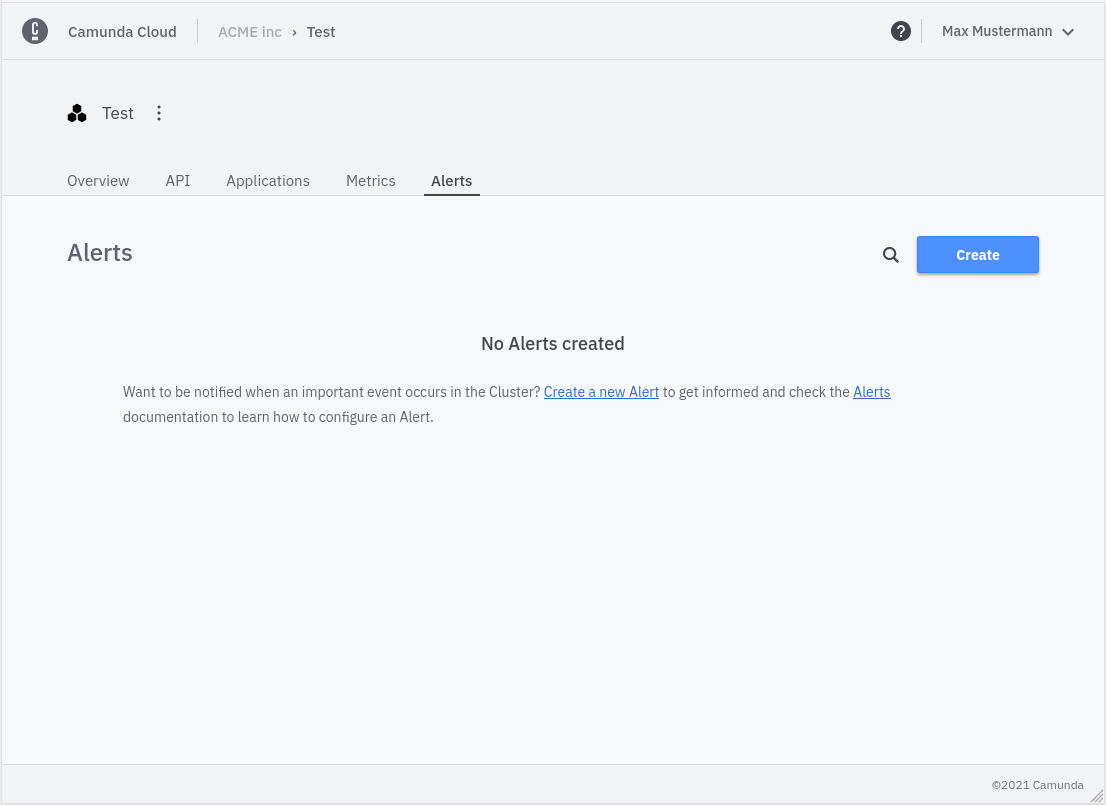 Camunda Cloud
ACME inc › Test
Max Mustermann
Test
Overview
API
Applications
Metrics
Alerts
Alerts
Create
No Alerts created
Want to be notified when an important event occurs in the Cluster? Create a new Alert to get informed and check the Alerts
documentation to learn how to configure an Alert.
©2021 Camunda